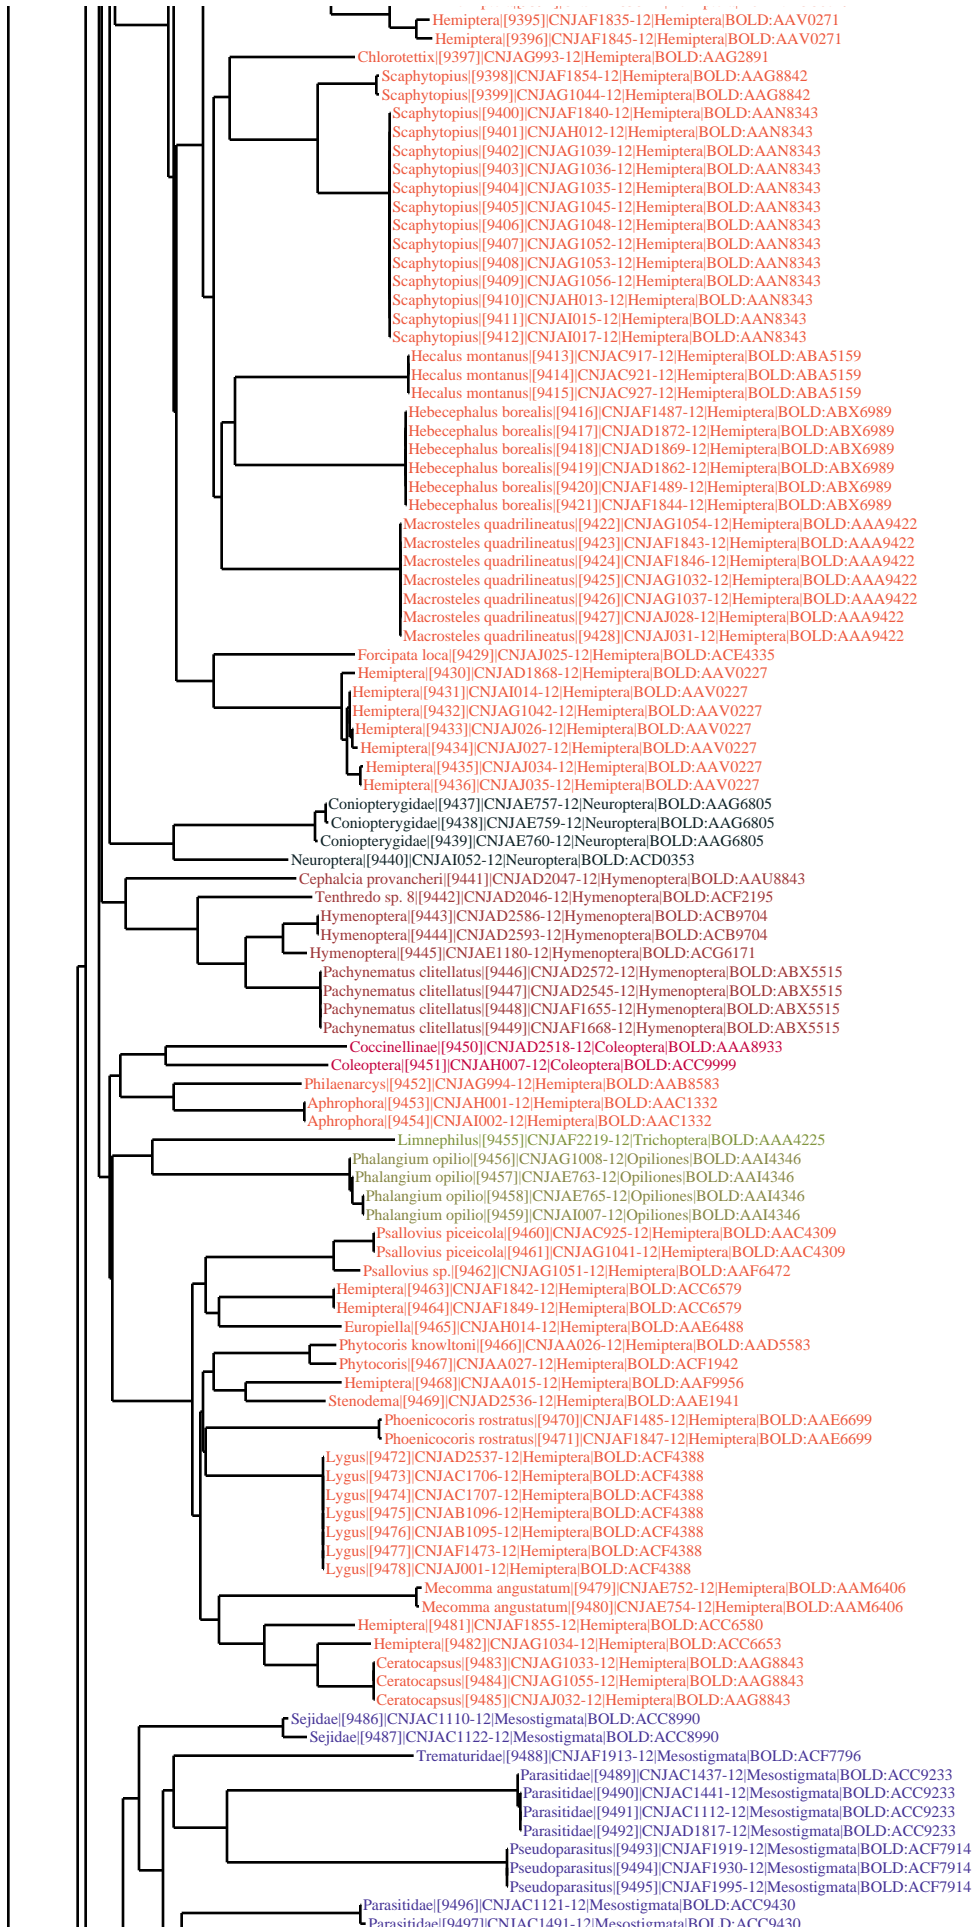 Hemiptera|[9395]|CNJAF1835-12|Hemiptera|BOLD:AAV0271
Hemiptera|[9396]|CNJAF1845-12|Hemiptera|BOLD:AAV0271
Chlorotettix|[9397]|CNJAG993-12|Hemiptera|BOLD:AAG2891
Scaphytopius|[9398]|CNJAF1854-12|Hemiptera|BOLD:AAG8842
Scaphytopius|[9399]|CNJAG1044-12|Hemiptera|BOLD:AAG8842
Scaphytopius|[9400]|CNJAF1840-12|Hemiptera|BOLD:AAN8343
Scaphytopius|[9401]|CNJAH012-12|Hemiptera|BOLD:AAN8343
Scaphytopius|[9402]|CNJAG1039-12|Hemiptera|BOLD:AAN8343
Scaphytopius|[9403]|CNJAG1036-12|Hemiptera|BOLD:AAN8343
Scaphytopius|[9404]|CNJAG1035-12|Hemiptera|BOLD:AAN8343
Scaphytopius|[9405]|CNJAG1045-12|Hemiptera|BOLD:AAN8343
Scaphytopius|[9406]|CNJAG1048-12|Hemiptera|BOLD:AAN8343
Scaphytopius|[9407]|CNJAG1052-12|Hemiptera|BOLD:AAN8343
Scaphytopius|[9408]|CNJAG1053-12|Hemiptera|BOLD:AAN8343
Scaphytopius|[9409]|CNJAG1056-12|Hemiptera|BOLD:AAN8343
Scaphytopius|[9410]|CNJAH013-12|Hemiptera|BOLD:AAN8343
Scaphytopius|[9411]|CNJAI015-12|Hemiptera|BOLD:AAN8343
Scaphytopius|[9412]|CNJAI017-12|Hemiptera|BOLD:AAN8343
Hecalus montanus|[9413]|CNJAC917-12|Hemiptera|BOLD:ABA5159
Hecalus montanus|[9414]|CNJAC921-12|Hemiptera|BOLD:ABA5159
Hecalus montanus|[9415]|CNJAC927-12|Hemiptera|BOLD:ABA5159
Hebecephalus borealis|[9416]|CNJAF1487-12|Hemiptera|BOLD:ABX6989
Hebecephalus borealis|[9417]|CNJAD1872-12|Hemiptera|BOLD:ABX6989
Hebecephalus borealis|[9418]|CNJAD1869-12|Hemiptera|BOLD:ABX6989
Hebecephalus borealis|[9419]|CNJAD1862-12|Hemiptera|BOLD:ABX6989
Hebecephalus borealis|[9420]|CNJAF1489-12|Hemiptera|BOLD:ABX6989
Hebecephalus borealis|[9421]|CNJAF1844-12|Hemiptera|BOLD:ABX6989
Macrosteles quadrilineatus|[9422]|CNJAG1054-12|Hemiptera|BOLD:AAA9422
Macrosteles quadrilineatus|[9423]|CNJAF1843-12|Hemiptera|BOLD:AAA9422
Macrosteles quadrilineatus|[9424]|CNJAF1846-12|Hemiptera|BOLD:AAA9422
Macrosteles quadrilineatus|[9425]|CNJAG1032-12|Hemiptera|BOLD:AAA9422
Macrosteles quadrilineatus|[9426]|CNJAG1037-12|Hemiptera|BOLD:AAA9422
Macrosteles quadrilineatus|[9427]|CNJAJ028-12|Hemiptera|BOLD:AAA9422
Macrosteles quadrilineatus|[9428]|CNJAJ031-12|Hemiptera|BOLD:AAA9422
Forcipata loca|[9429]|CNJAJ025-12|Hemiptera|BOLD:ACE4335
Hemiptera|[9430]|CNJAD1868-12|Hemiptera|BOLD:AAV0227
Hemiptera|[9431]|CNJAI014-12|Hemiptera|BOLD:AAV0227
Hemiptera|[9432]|CNJAG1042-12|Hemiptera|BOLD:AAV0227
Hemiptera|[9433]|CNJAJ026-12|Hemiptera|BOLD:AAV0227
Hemiptera|[9434]|CNJAJ027-12|Hemiptera|BOLD:AAV0227
Hemiptera|[9435]|CNJAJ034-12|Hemiptera|BOLD:AAV0227
Hemiptera|[9436]|CNJAJ035-12|Hemiptera|BOLD:AAV0227
Coniopterygidae|[9437]|CNJAE757-12|Neuroptera|BOLD:AAG6805
Coniopterygidae|[9438]|CNJAE759-12|Neuroptera|BOLD:AAG6805
Coniopterygidae|[9439]|CNJAE760-12|Neuroptera|BOLD:AAG6805
Neuroptera|[9440]|CNJAI052-12|Neuroptera|BOLD:ACD0353
Cephalcia provancheri|[9441]|CNJAD2047-12|Hymenoptera|BOLD:AAU8843
Tenthredo sp. 8|[9442]|CNJAD2046-12|Hymenoptera|BOLD:ACF2195
Hymenoptera|[9443]|CNJAD2586-12|Hymenoptera|BOLD:ACB9704
Hymenoptera|[9444]|CNJAD2593-12|Hymenoptera|BOLD:ACB9704
Hymenoptera|[9445]|CNJAE1180-12|Hymenoptera|BOLD:ACG6171
Pachynematus clitellatus|[9446]|CNJAD2572-12|Hymenoptera|BOLD:ABX5515
Pachynematus clitellatus|[9447]|CNJAD2545-12|Hymenoptera|BOLD:ABX5515
Pachynematus clitellatus|[9448]|CNJAF1655-12|Hymenoptera|BOLD:ABX5515
Pachynematus clitellatus|[9449]|CNJAF1668-12|Hymenoptera|BOLD:ABX5515
Coccinellinae|[9450]|CNJAD2518-12|Coleoptera|BOLD:AAA8933
Coleoptera|[9451]|CNJAH007-12|Coleoptera|BOLD:ACC9999
Philaenarcys|[9452]|CNJAG994-12|Hemiptera|BOLD:AAB8583
Aphrophora|[9453]|CNJAH001-12|Hemiptera|BOLD:AAC1332
Aphrophora|[9454]|CNJAI002-12|Hemiptera|BOLD:AAC1332
Limnephilus|[9455]|CNJAF2219-12|Trichoptera|BOLD:AAA4225
Phalangium opilio|[9456]|CNJAG1008-12|Opiliones|BOLD:AAI4346
Phalangium opilio|[9457]|CNJAE763-12|Opiliones|BOLD:AAI4346
Phalangium opilio|[9458]|CNJAE765-12|Opiliones|BOLD:AAI4346
Phalangium opilio|[9459]|CNJAI007-12|Opiliones|BOLD:AAI4346
Psallovius piceicola|[9460]|CNJAC925-12|Hemiptera|BOLD:AAC4309
Psallovius piceicola|[9461]|CNJAG1041-12|Hemiptera|BOLD:AAC4309
Psallovius sp.|[9462]|CNJAG1051-12|Hemiptera|BOLD:AAF6472
Hemiptera|[9463]|CNJAF1842-12|Hemiptera|BOLD:ACC6579
Hemiptera|[9464]|CNJAF1849-12|Hemiptera|BOLD:ACC6579
Europiella|[9465]|CNJAH014-12|Hemiptera|BOLD:AAE6488
Phytocoris knowltoni|[9466]|CNJAA026-12|Hemiptera|BOLD:AAD5583
Phytocoris|[9467]|CNJAA027-12|Hemiptera|BOLD:ACF1942
Hemiptera|[9468]|CNJAA015-12|Hemiptera|BOLD:AAF9956
Stenodema|[9469]|CNJAD2536-12|Hemiptera|BOLD:AAE1941
Phoenicocoris rostratus|[9470]|CNJAF1485-12|Hemiptera|BOLD:AAE6699
Phoenicocoris rostratus|[9471]|CNJAF1847-12|Hemiptera|BOLD:AAE6699
Lygus|[9472]|CNJAD2537-12|Hemiptera|BOLD:ACF4388
Lygus|[9473]|CNJAC1706-12|Hemiptera|BOLD:ACF4388
Lygus|[9474]|CNJAC1707-12|Hemiptera|BOLD:ACF4388
Lygus|[9475]|CNJAB1096-12|Hemiptera|BOLD:ACF4388
Lygus|[9476]|CNJAB1095-12|Hemiptera|BOLD:ACF4388
Lygus|[9477]|CNJAF1473-12|Hemiptera|BOLD:ACF4388
Lygus|[9478]|CNJAJ001-12|Hemiptera|BOLD:ACF4388
Mecomma angustatum|[9479]|CNJAE752-12|Hemiptera|BOLD:AAM6406
Mecomma angustatum|[9480]|CNJAE754-12|Hemiptera|BOLD:AAM6406
Hemiptera|[9481]|CNJAF1855-12|Hemiptera|BOLD:ACC6580
Hemiptera|[9482]|CNJAG1034-12|Hemiptera|BOLD:ACC6653
Ceratocapsus|[9483]|CNJAG1033-12|Hemiptera|BOLD:AAG8843
Ceratocapsus|[9484]|CNJAG1055-12|Hemiptera|BOLD:AAG8843
Ceratocapsus|[9485]|CNJAJ032-12|Hemiptera|BOLD:AAG8843
Sejidae|[9486]|CNJAC1110-12|Mesostigmata|BOLD:ACC8990
Sejidae|[9487]|CNJAC1122-12|Mesostigmata|BOLD:ACC8990
Trematuridae|[9488]|CNJAF1913-12|Mesostigmata|BOLD:ACF7796
Parasitidae|[9489]|CNJAC1437-12|Mesostigmata|BOLD:ACC9233
Parasitidae|[9490]|CNJAC1441-12|Mesostigmata|BOLD:ACC9233
Parasitidae|[9491]|CNJAC1112-12|Mesostigmata|BOLD:ACC9233
Parasitidae|[9492]|CNJAD1817-12|Mesostigmata|BOLD:ACC9233
Pseudoparasitus|[9493]|CNJAF1919-12|Mesostigmata|BOLD:ACF7914
Pseudoparasitus|[9494]|CNJAF1930-12|Mesostigmata|BOLD:ACF7914
Pseudoparasitus|[9495]|CNJAF1995-12|Mesostigmata|BOLD:ACF7914
Parasitidae|[9496]|CNJAC1121-12|Mesostigmata|BOLD:ACC9430
Parasitidae|[9497]|CNJAC1491-12|Mesostigmata|BOLD:ACC9430